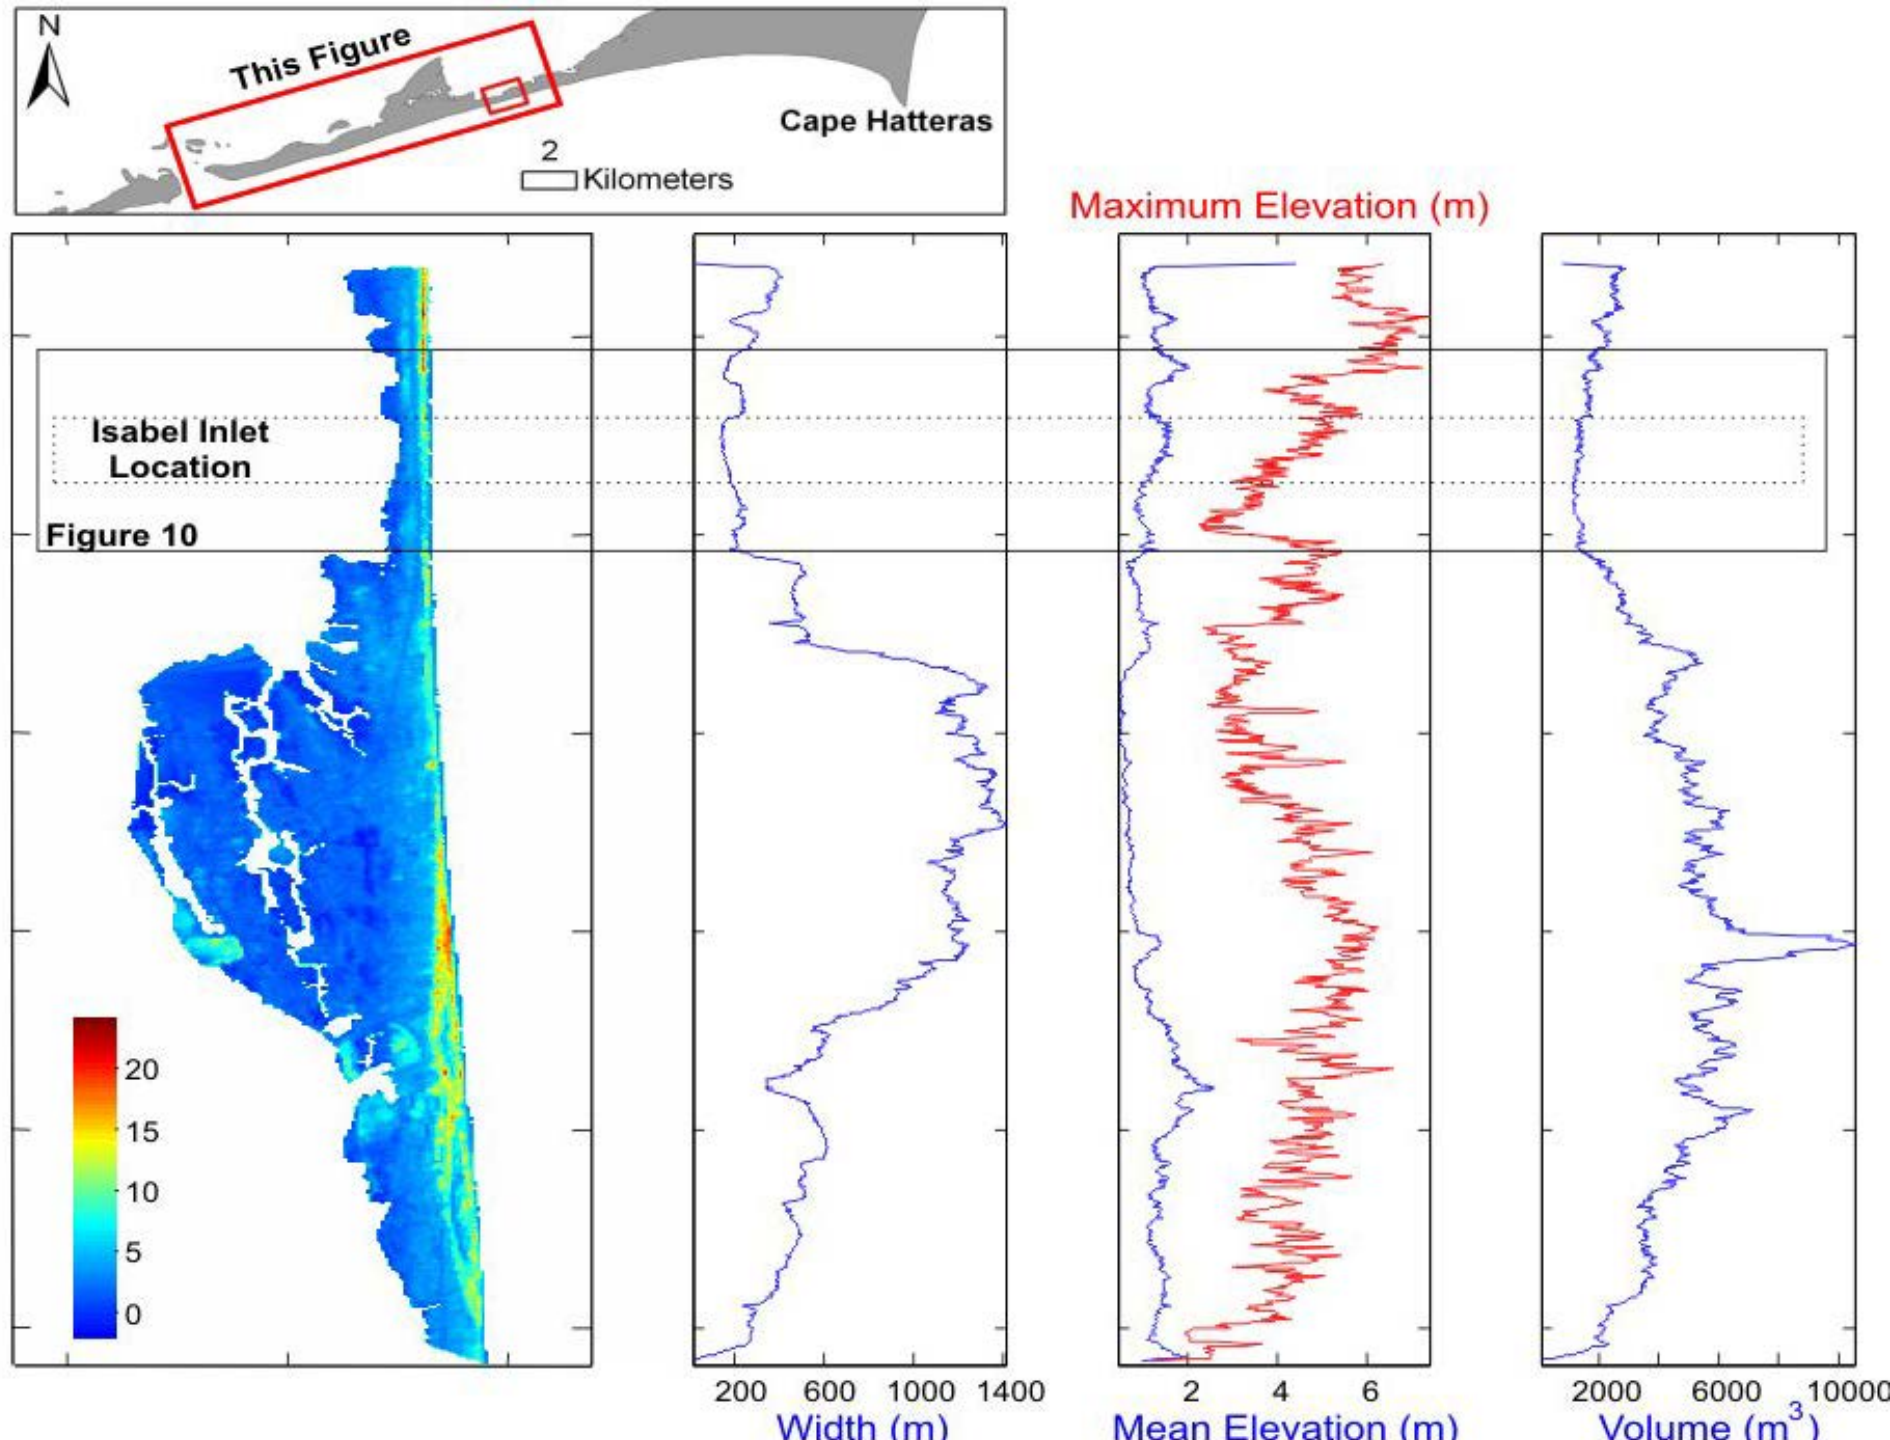 N
This Figure
Cape Hatteras
2
Kilometers
Maximum Elevation (m)
Isabel Inlet
Location
Figure 10
20
15
10
5
0
200 600 1000 1400
Width (m)
2 4 6
Mean Elevation (m)
2000 6000 10000
Volume (m³)